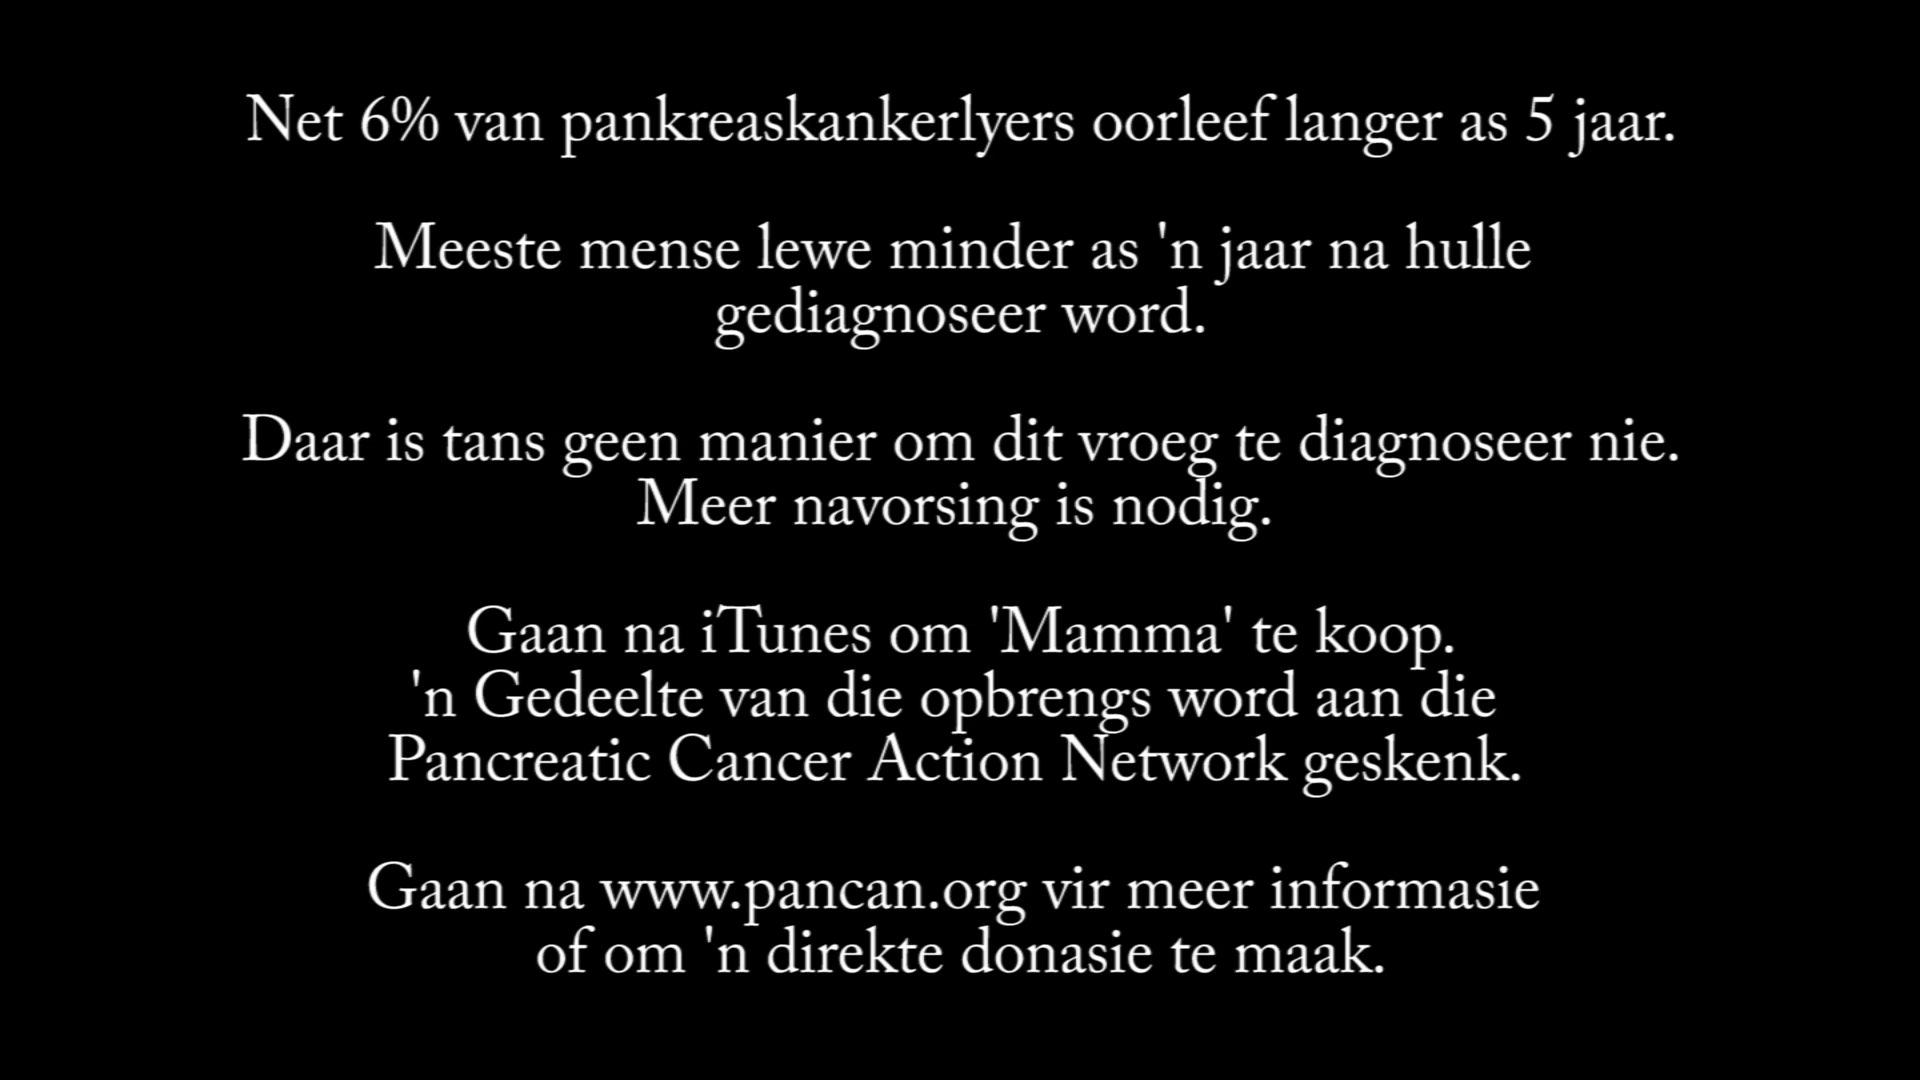 Net 6% van pankreaskankerlyers oorleef langer as 5 jaar.
Meeste mense lewe minder as 'n jaar na hulle
gediagnoseer word.
Daar is tans geen manier om dit vroeg te diagnoseer nie.
Meer navorsing is nodig.
Gaan na iTunes om 'Mamma' te koop.
'n Gedeelte van die opbrengs word aan die
Pancreatic Cancer Action Network geskenk.
Gaan na www.pancan.org vir meer informasie
of om 'n direkte donasie te maak.